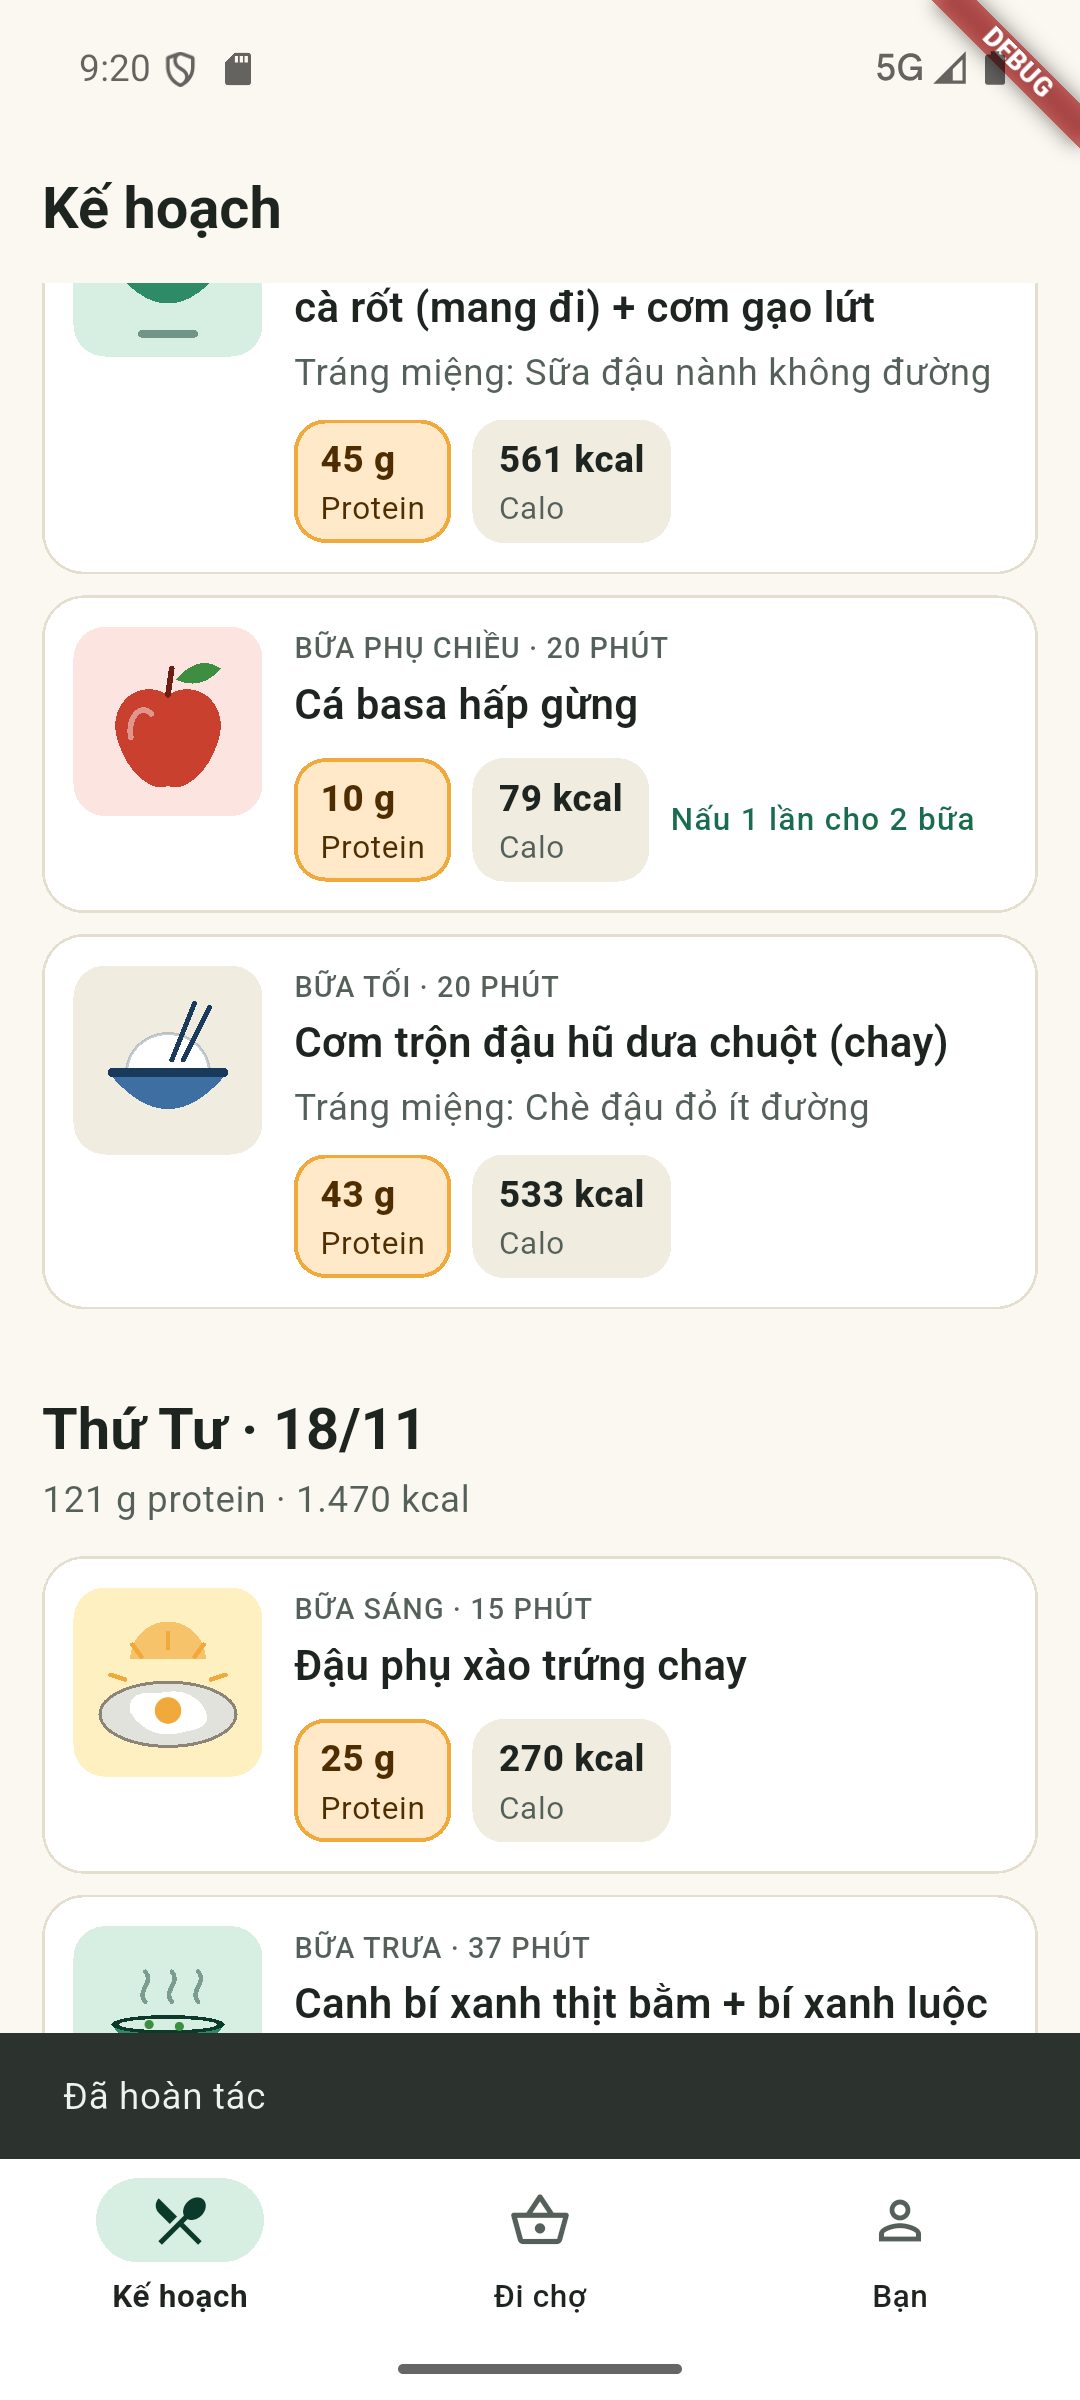 9:20
5G
DEBUG
Kế hoạch
cà rốt (mang đi) + cơm gạo lứt
Tráng miệng: Sữa đậu nành không đường
45 g
Protein
561 kcal
Calo
BỮA PHỤ CHIỀU · 20 PHÚT
Cá basa hấp gừng
10 g
Protein
79 kcal
Calo
Nấu 1 lần cho 2 bữa
BỮA TỐI · 20 PHÚT
Cơm trộn đậu hũ dưa chuột (chay)
Tráng miệng: Chè đậu đỏ ít đường
43 g
Protein
533 kcal
Calo
Thứ Tư · 18/11
121 g protein · 1.470 kcal
BỮA SÁNG · 15 PHÚT
Đậu phụ xào trứng chay
25 g
Protein
270 kcal
Calo
BỮA TRƯA · 37 PHÚT
Canh bí xanh thịt bằm + bí xanh luộc
Đã hoàn tác
Kế hoạch
Đi chợ
Bạn